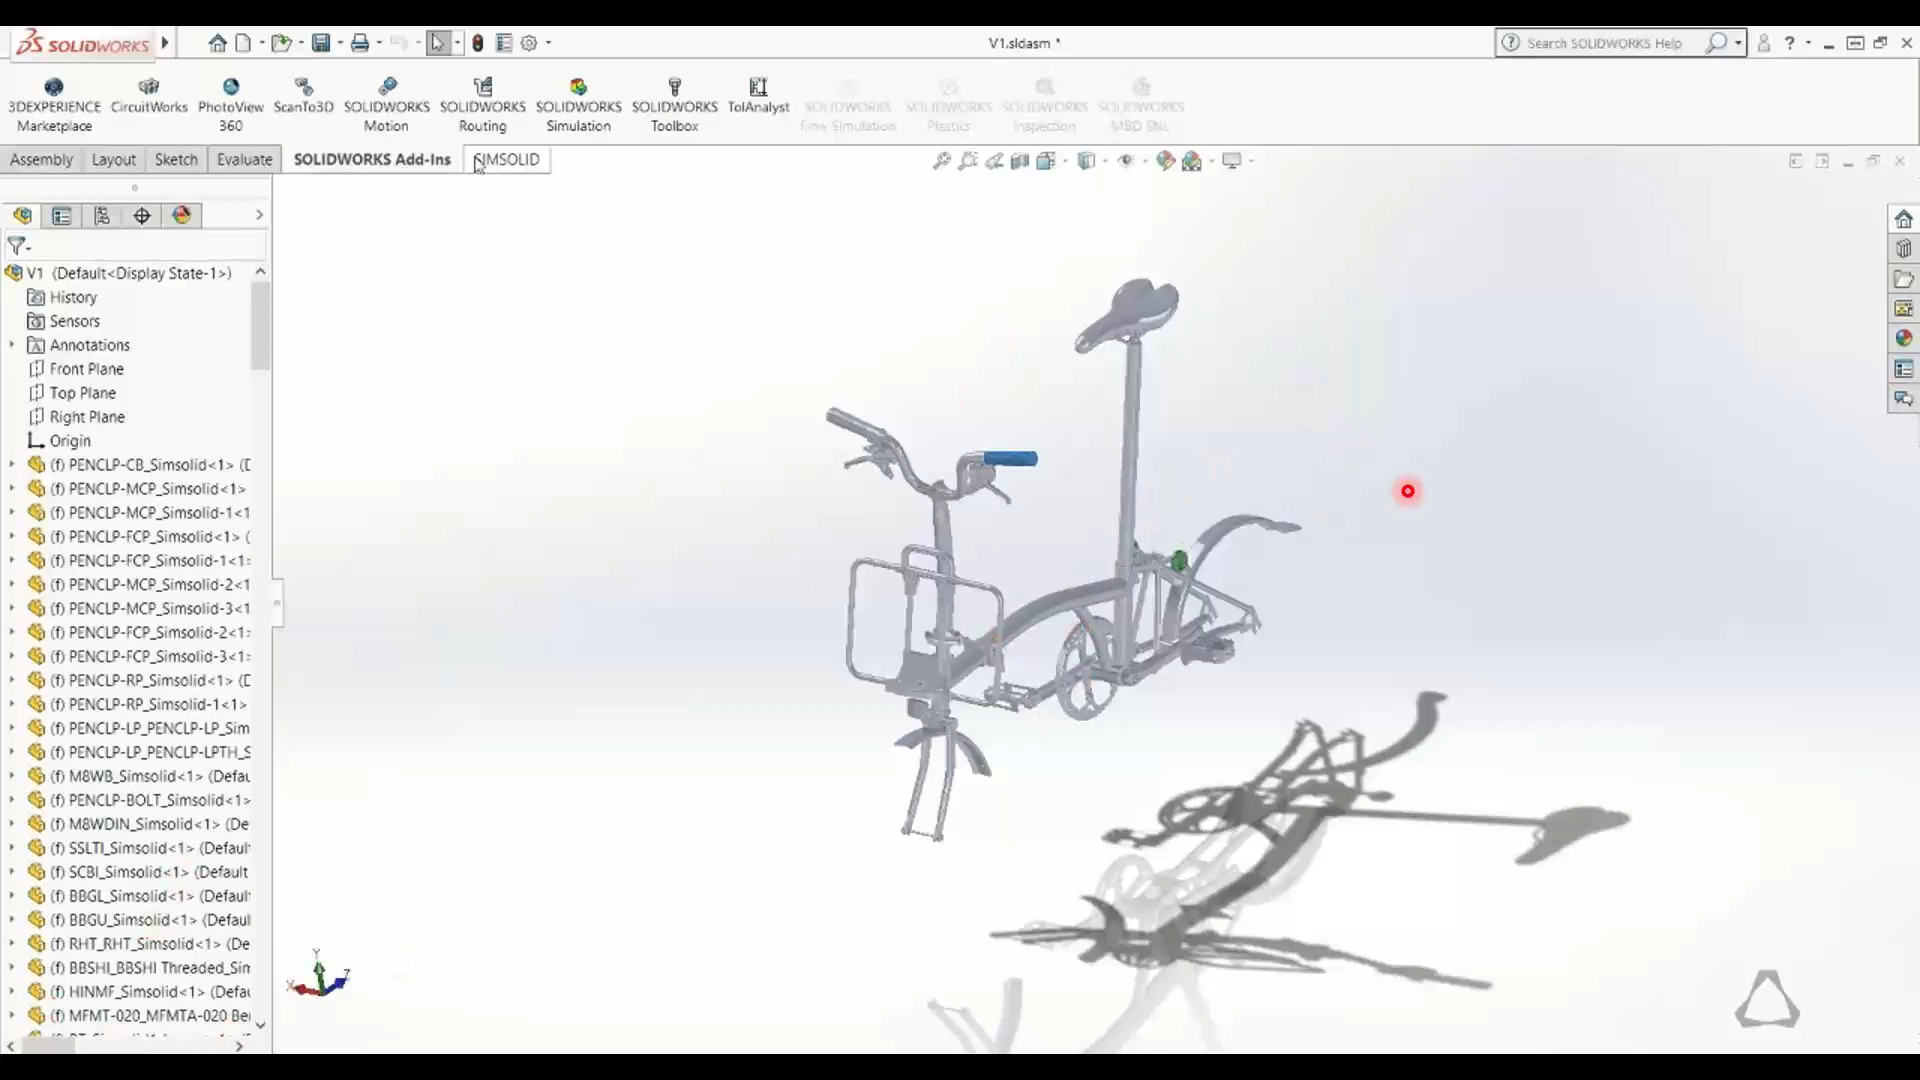 SOLIDWORKS
V1.sldasm *
Search SOLIDWORKS Help
?
3DEXPERIENCE Marketplace
CircuitWorks
PhotoView 360
ScanTo3D
SOLIDWORKS Motion
SOLIDWORKS Routing
SOLIDWORKS Simulation
SOLIDWORKS Toolbox
TolAnalyst
SOLIDWORKS Flow Simulation
SOLIDWORKS Plastics
SOLIDWORKS Inspection
SOLIDWORKS MBD SNL
Assembly
Layout
Sketch
Evaluate
SOLIDWORKS Add-Ins
SIMSOLID
V1 (Default<Display State-1>)
History
Sensors
Annotations
Front Plane
Top Plane
Right Plane
Origin
(f) PENCLP-CB_Simsolid<1> (D
(f) PENCLP-MCP_Simsolid<1>
(f) PENCLP-MCP_Simsolid-1<1
(f) PENCLP-FCP_Simsolid<1> (
(f) PENCLP-FCP_Simsolid-1<1>
(f) PENCLP-MCP_Simsolid-2<1
(f) PENCLP-MCP_Simsolid-3<1
(f) PENCLP-FCP_Simsolid-2<1>
(f) PENCLP-FCP_Simsolid-3<1>
(f) PENCLP-RP_Simsolid<1> (D
(f) PENCLP-RP_Simsolid-1<1>
(f) PENCLP-LP_PENCLP-LP_Sim
(f) PENCLP-LP_PENCLP-LPTH_S
(f) M8WB_Simsolid<1> (Defau
(f) PENCLP-BOLT_Simsolid<1>
(f) M8WDIN_Simsolid<1> (De
(f) SSLTI_Simsolid<1> (Default
(f) SCBI_Simsolid<1> (Default
(f) BBGL_Simsolid<1> (Default
(f) BBGU_Simsolid<1> (Defaul
(f) RHT_RHT_Simsolid<1> (De
(f) BBSHI_BBSHI Threaded_Sim
(f) HINMF_Simsolid<1> (Defau
(f) MFMT-020_MFMTA-020 Be
Y
X
Z